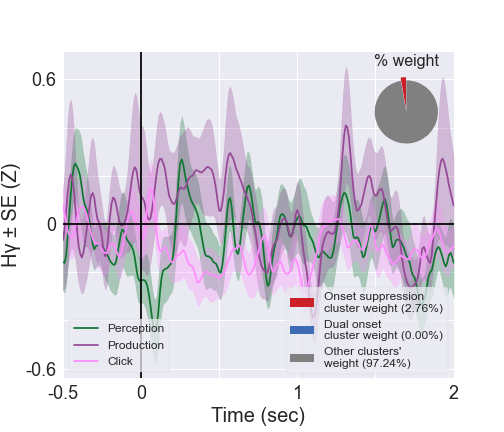 % weight
0.6
0
-0.6
Hγ ± SE (Z)
Perception
Production
Click
Onset suppression
cluster weight (2.76%)
Dual onset
cluster weight (0.00%)
Other clusters'
weight (97.24%)
-0.5
0
1
2
Time (sec)